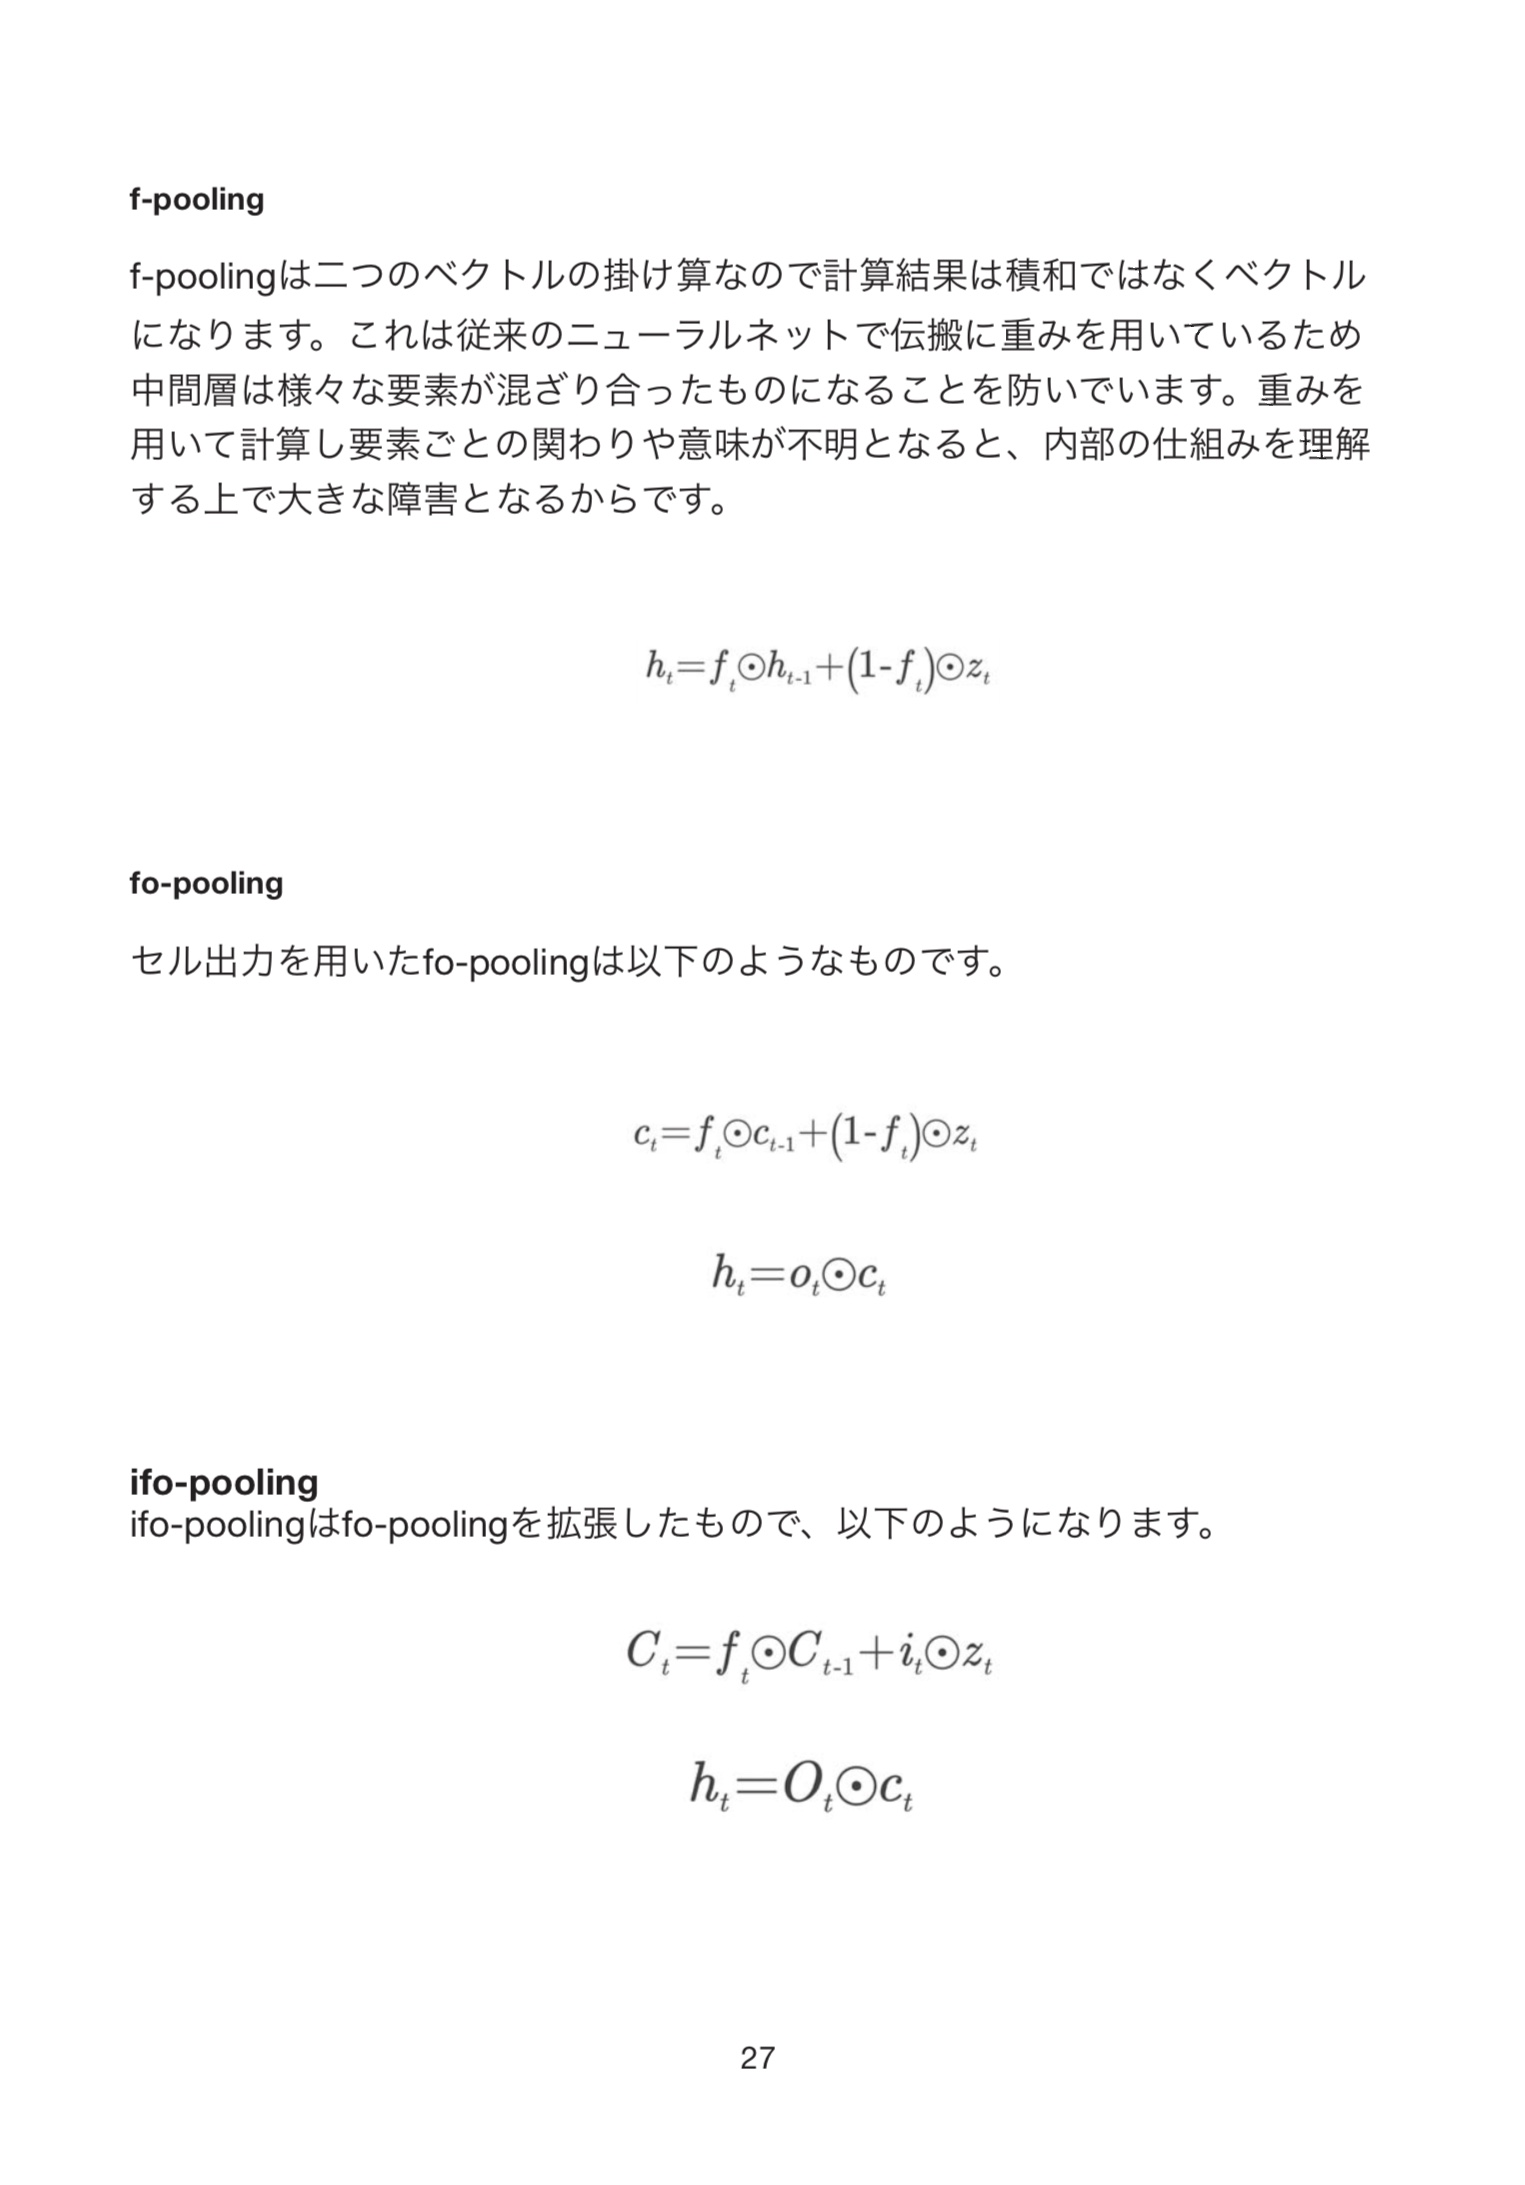 f-pooling
f-poolingは二つのベクトルの掛け算なので計算結果は積和ではなくベクトル
になります。これは従来のニューラルネットで伝搬に重みを用いているため
中間層は様々な要素が混ざり合ったものになることを防いでいます。重みを
用いて計算し要素ごとの関わりや意味が不明となると、内部の仕組みを理解
する上で大きな障害となるからです。
h_t=f_t⊙h_{t-1}+(1-f_t)⊙z_t
fo-pooling
セル出力を用いたfo-poolingは以下のようなものです。
c_t=f_t⊙c_{t-1}+(1-f_t)⊙z_t
h_t=o_t⊙c_t
ifo-pooling
ifo-poolingはfo-poolingを拡張したもので、以下のようになります。
C_t=f_t⊙C_{t-1}+i_t⊙z_t
h_t=O_t⊙c_t
27